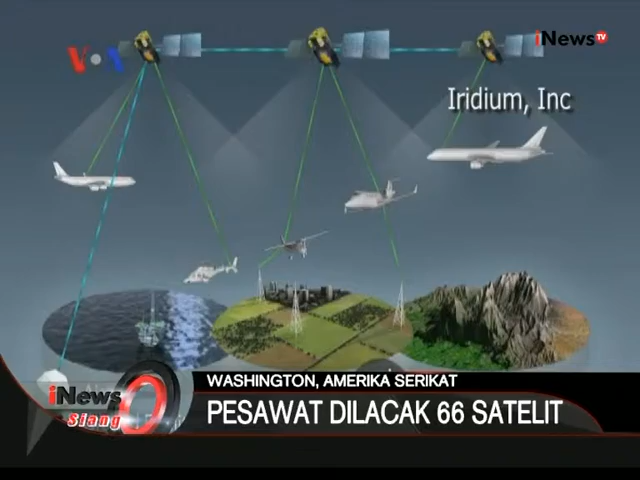 VOA
iNews TV
Iridium, Inc
WASHINGTON, AMERIKA SERIKAT
iNews
Siang
PESAWAT DILACAK 66 SATELIT